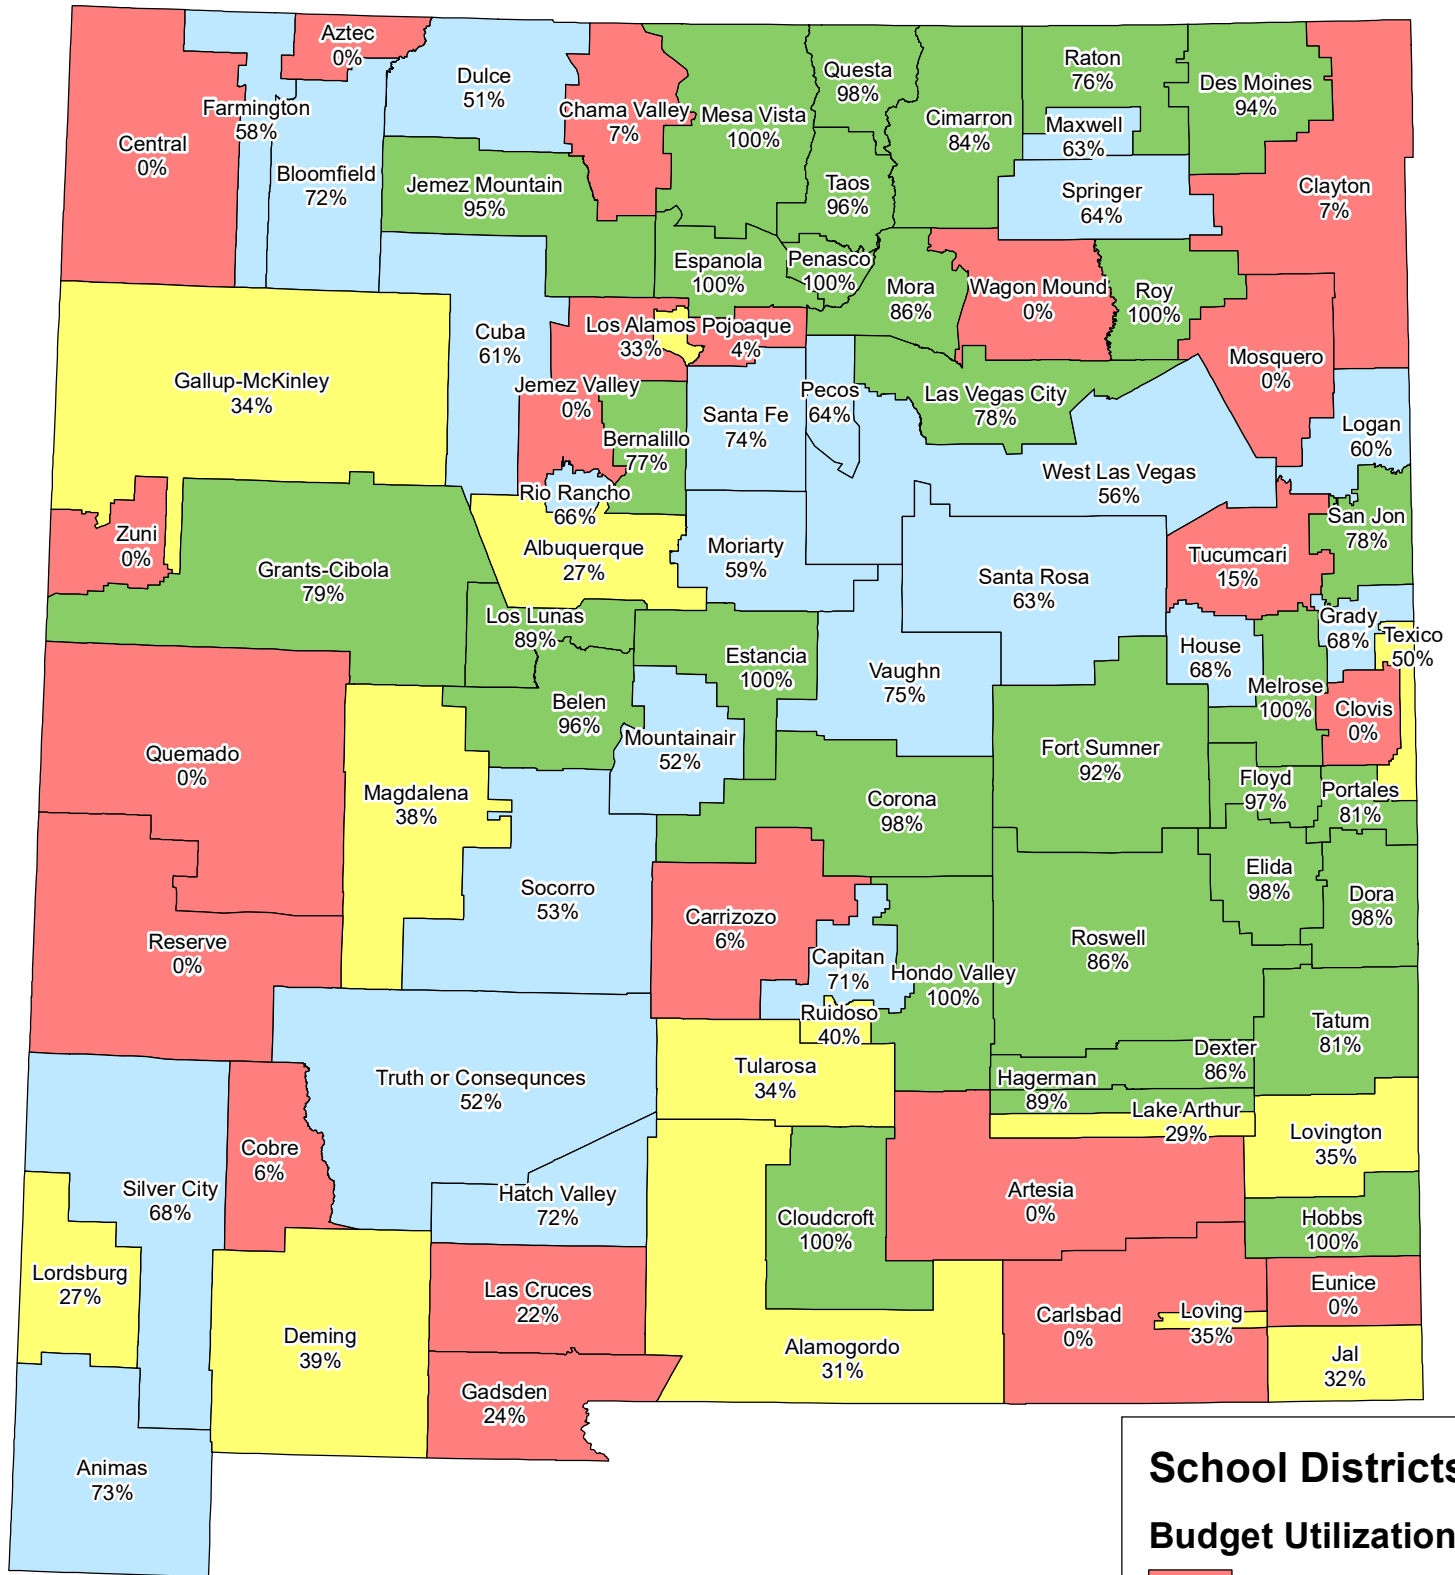 Aztec
0%
Farmington
58%
Dulce
51%
Chama Valley
7%
Mesa Vista
100%
Questa
98%
Cimarron
84%
Raton
76%
Des Moines
94%
Central
0%
Bloomfield
72%
Maxwell
63%
Jemez Mountain
95%
Taos
96%
Springer
64%
Clayton
7%
Espanola
100%
Penasco
100%
Mora
86%
Wagon Mound
0%
Roy
100%
Cuba
61%
Los Alamos
33%
Pojoaque
4%
Mosquero
0%
Gallup-McKinley
34%
Jemez Valley
0%
Santa Fe
74%
Pecos
64%
Las Vegas City
78%
Logan
60%
Bernalillo
77%
West Las Vegas
56%
Rio Rancho
66%
San Jon
78%
Zuni
0%
Albuquerque
27%
Moriarty
59%
Tucumcari
15%
Grants-Cibola
79%
Santa Rosa
63%
Los Lunas
89%
Grady
68%
Texico
50%
House
68%
Estancia
100%
Vaughn
75%
Melrose
100%
Belen
96%
Clovis
0%
Mountainair
52%
Fort Sumner
92%
Quemado
0%
Floyd
97%
Portales
81%
Magdalena
38%
Corona
98%
Elida
98%
Dora
98%
Socorro
53%
Carrizozo
6%
Reserve
0%
Roswell
86%
Capitan
71%
Hondo Valley
100%
Ruidoso
40%
Tatum
81%
Dexter
86%
Tularosa
34%
Truth or Consequnces
52%
Hagerman
89%
Lake Arthur
29%
Lovington
35%
Cobre
6%
Silver City
68%
Hatch Valley
72%
Artesia
0%
Cloudcroft
100%
Hobbs
100%
Lordsburg
27%
Las Cruces
22%
Eunice
0%
Carlsbad
0%
Loving
35%
Deming
39%
Alamogordo
31%
Jal
32%
Gadsden
24%
Animas
73%
School Districts
Budget Utilization